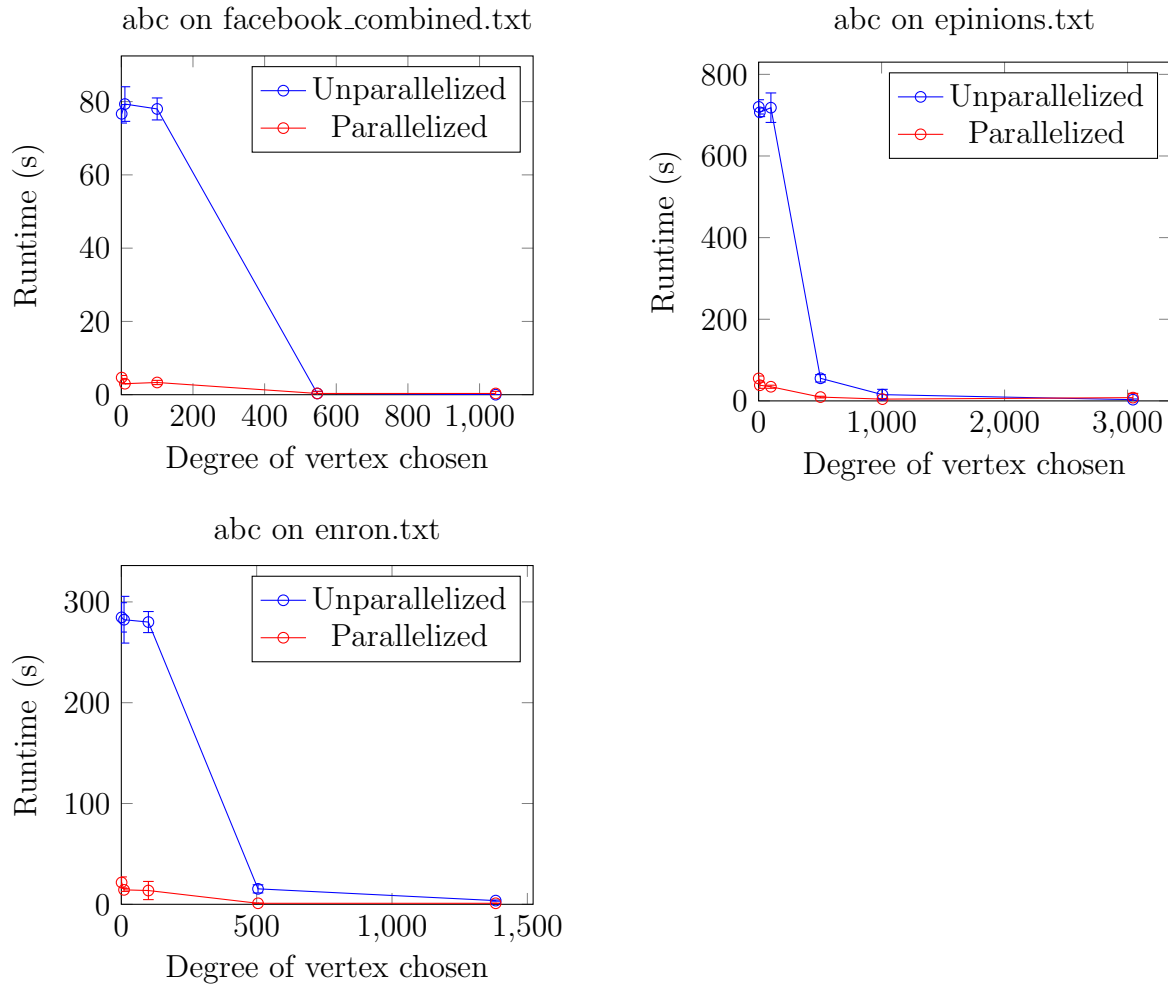 abc on facebook_combined.txt
Runtime (s)
80
60
40
20
0
0 200 400 600 800 1,000
Degree of vertex chosen
Unparallelized
Parallelized
abc on epinions.txt
Runtime (s)
800
600
400
200
0
0 1,000 2,000 3,000
Degree of vertex chosen
Unparallelized
Parallelized
abc on enron.txt
Runtime (s)
300
200
100
0
0 500 1,000 1,500
Degree of vertex chosen
Unparallelized
Parallelized